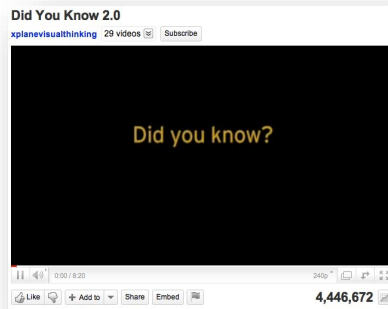 Did You Know 2.0
xplanevisualthinking 29 videos Subscribe
Did you know?
0:00 / 8:20 240p
Like + Add to Share Embed 4,446,672